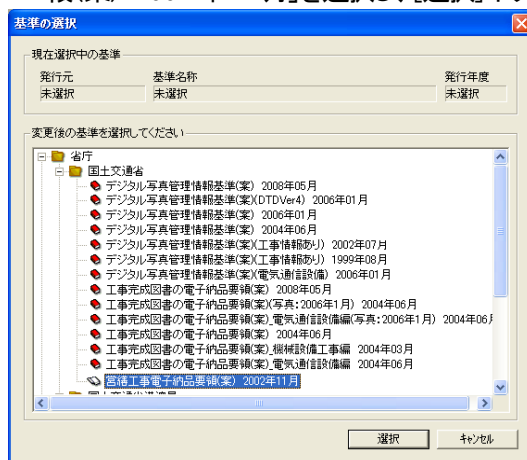 基準の選択
現在選択中の基準
発行元 基準名称 発行年度
未選択 未選択 未選択
変更後の基準を選択してください
省庁
国土交通省
デジタル写真管理情報基準(案) 2008年05月
デジタル写真管理情報基準(案)(DTDVer4) 2006年01月
デジタル写真管理情報基準(案) 2006年01月
デジタル写真管理情報基準(案) 2004年06月
デジタル写真管理情報基準(案)(工事情報あり) 2002年07月
デジタル写真管理情報基準(案)(工事情報あり) 1999年08月
デジタル写真管理情報基準(案)(電気通信設備) 2006年01月
工事完成図書の電子納品要領(案) 2008年05月
工事完成図書の電子納品要領(案)(写真:2006年1月) 2004年06月
工事完成図書の電子納品要領(案)_電気通信設備編(写真:2006年1月) 2004年06月
工事完成図書の電子納品要領(案) 2004年06月
工事完成図書の電子納品要領(案)_機械設備工事編 2004年03月
工事完成図書の電子納品要領(案)_電気通信設備編 2004年06月
営繕工事電子納品要領(案) 2002年11月
選択 キャンセル